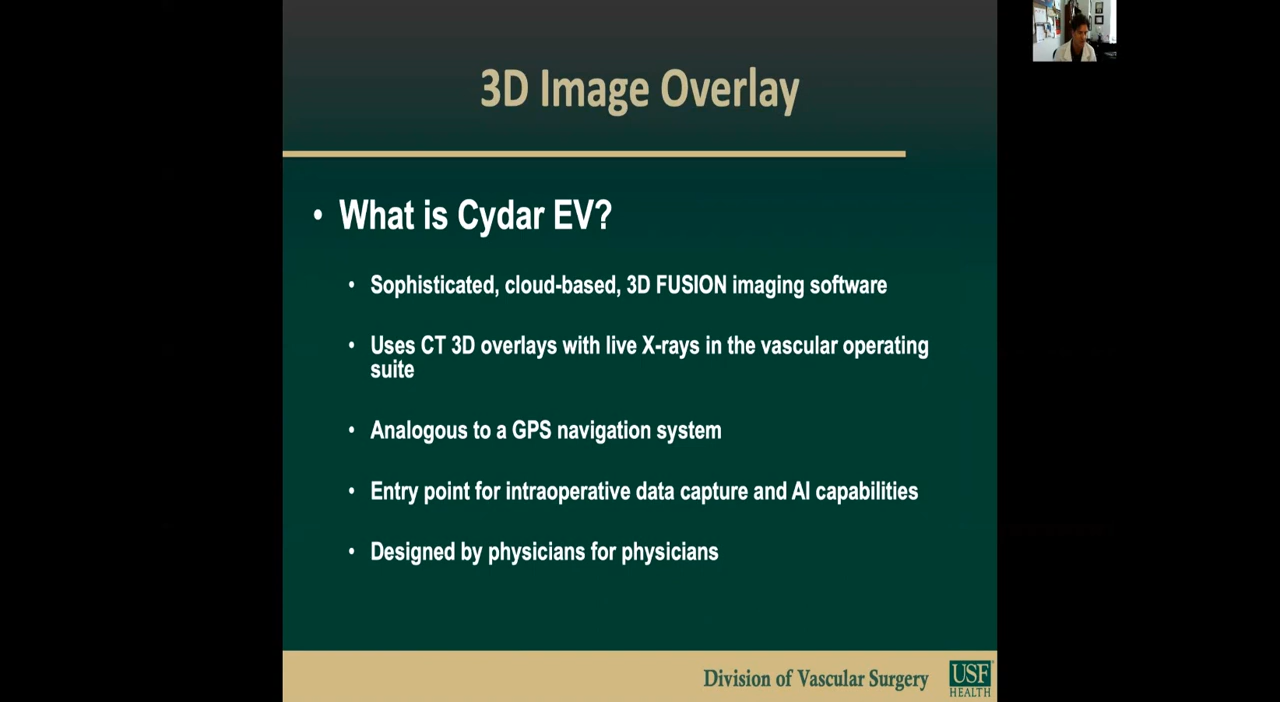 3D Image Overlay
• What is Cydar EV?
• Sophisticated, cloud-based, 3D FUSION imaging software
• Uses CT 3D overlays with live X-rays in the vascular operating
suite
• Analogous to a GPS navigation system
• Entry point for intraoperative data capture and AI capabilities
• Designed by physicians for physicians
Division of Vascular Surgery
USF
HEALTH